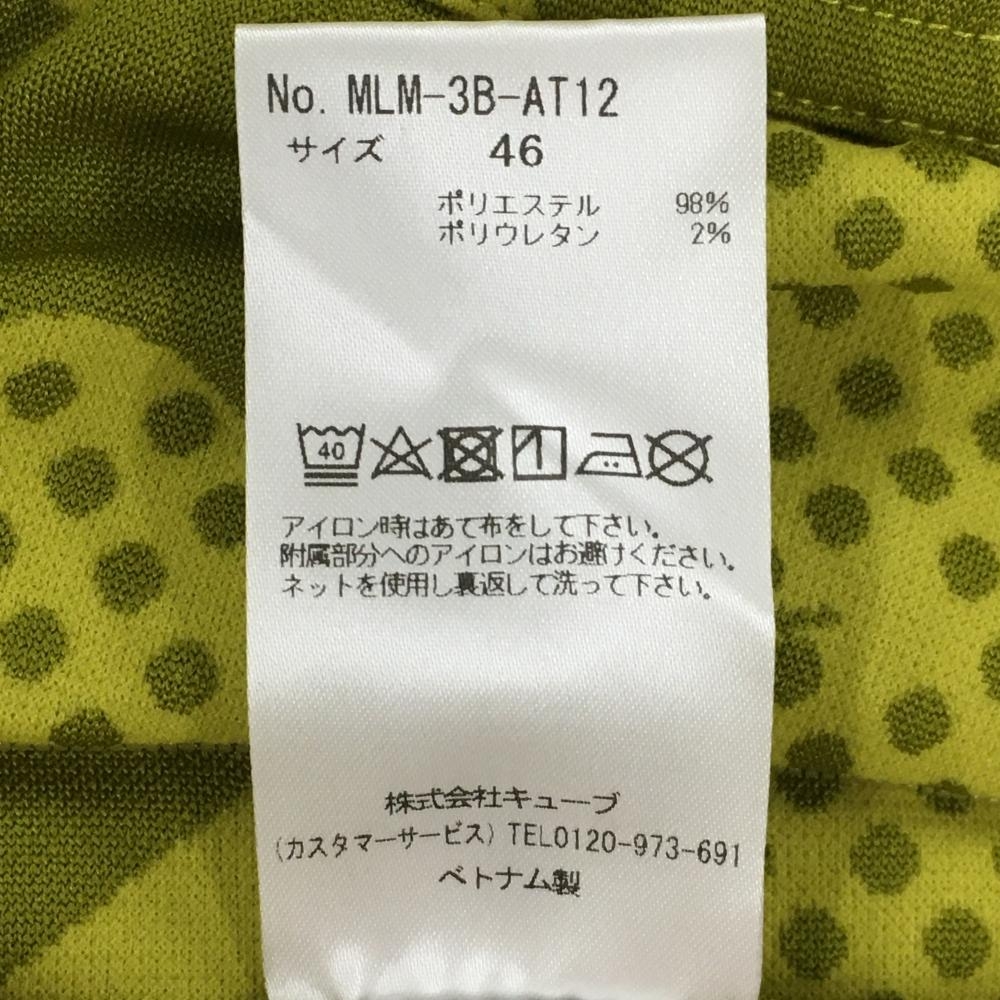 No. MLM-3B-AT12
サイズ 46
ポリエステル 98%
ポリウレタン 2%
40
アイロン時はあて布をして下さい。
附属部分へのアイロンはお避けください。
ネットを使用し裏返して洗って下さい。
株式会社キューブ
(カスタマーサービス) TEL0120-973-691
ベトナム製